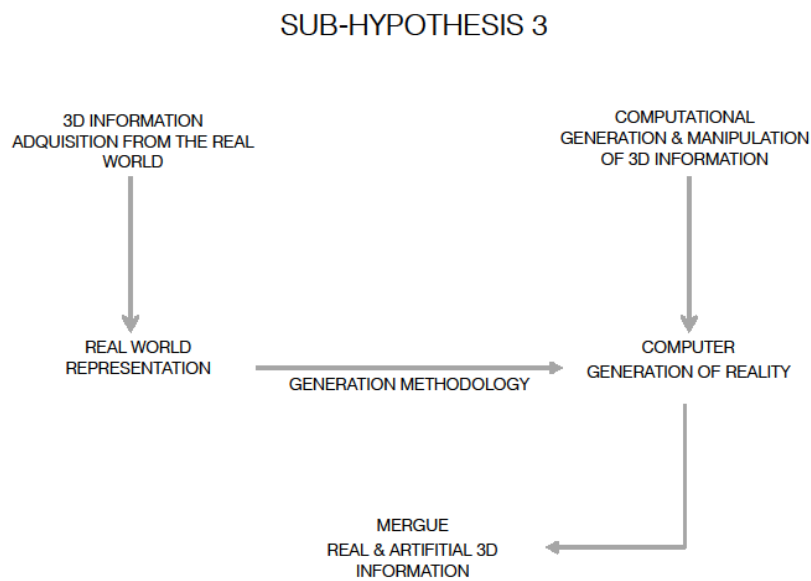 SUB-HYPOTHESIS 3
3D INFORMATION
ADQUISITION FROM THE REAL
WORLD
COMPUTATIONAL
GENERATION & MANIPULATION
OF 3D INFORMATION
REAL WORLD
REPRESENTATION
GENERATION METHODOLOGY
COMPUTER
GENERATION OF REALITY
MERGUE
REAL & ARTIFITIAL 3D
INFORMATION